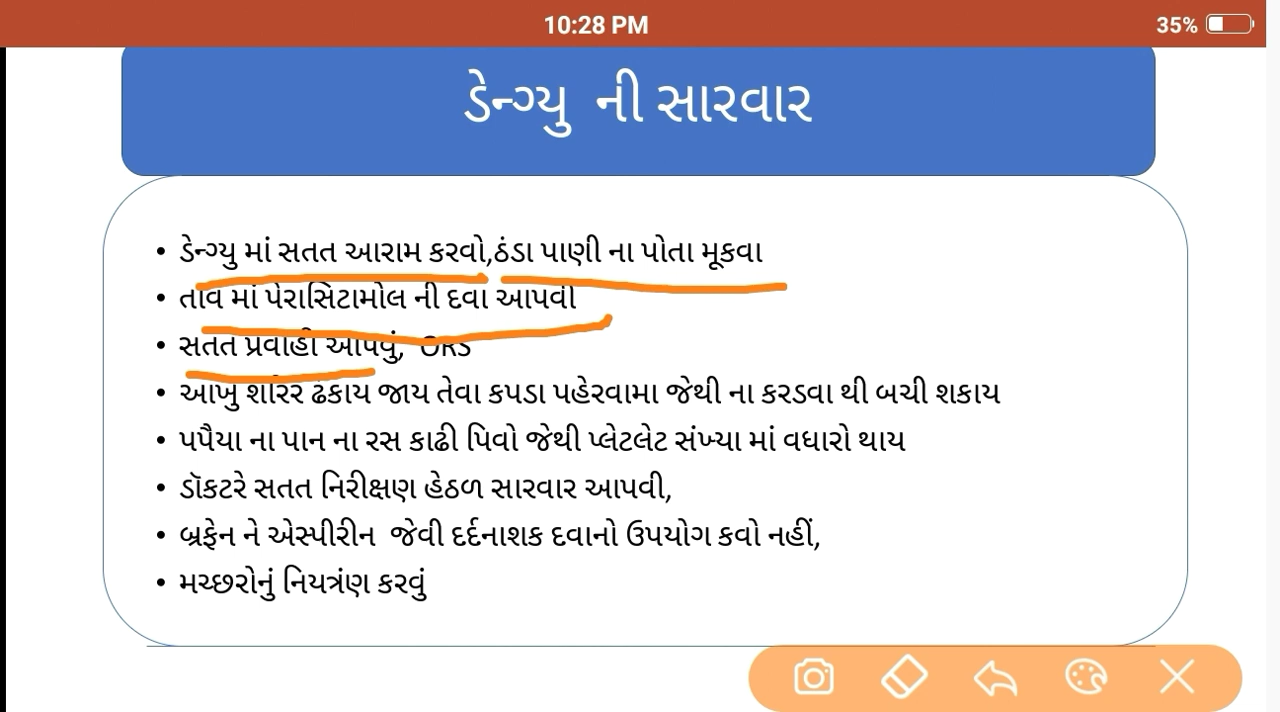 10:28 PM
35%
ડેન્ગ્યુ ની સારવાર
• ડેન્ગ્યુ માં સતત આરામ કરવો,ઠંડા પાણી ના પોતા મૂકવા
• તાવ માં પેરાસિટામોલ ની દવા આપવી
• સતત પ્રવાહી આપવું, ORS
• આખુ શરિર ઢંકાય જાય તેવા કપડા પહેરવામા જેથી ના કરડવા થી બચી શકાય
• પપૈયા ના પાન ના રસ કાઢી પિવો જેથી પ્લેટલેટ સંખ્યા માં વધારો થાય
• ડૉકટરે સતત નિરીક્ષણ હેઠળ સારવાર આપવી,
• બ્રફેન ને એસ્પીરીન જેવી દર્દનાશક દવાનો ઉપયોગ કવો નહીં,
• મચ્છરોનું નિયત્રંણ કરવું